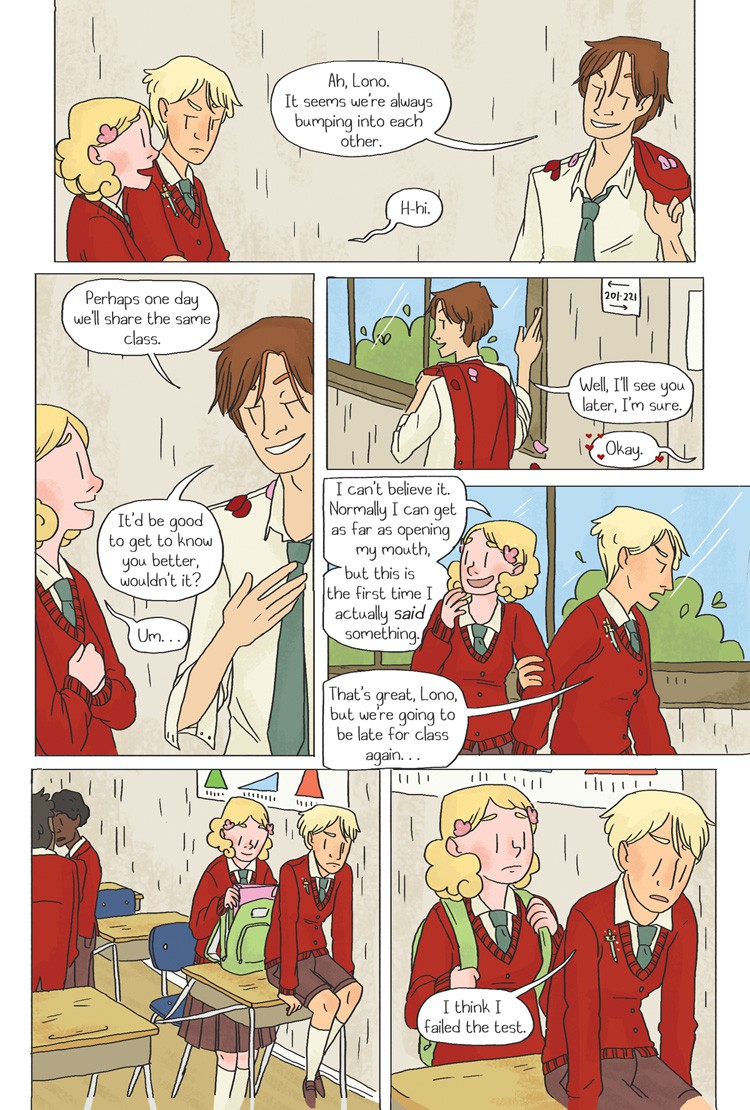 Ah, Lono.
It seems we're always
bumping into each
other.
H-hi.
Perhaps one day
we'll share the same
class.
It'd be good
to get to know
you better,
wouldn't it?
Um. . .
201-221
Well, I'll see you
later, I'm sure.
Okay.
I can't believe it.
Normally I can get
as far as opening
my mouth,
but this is
the first time I
actually said
something.
That's great, Lono,
but we're going to
be late for class
again. . .
I think I
failed the test.